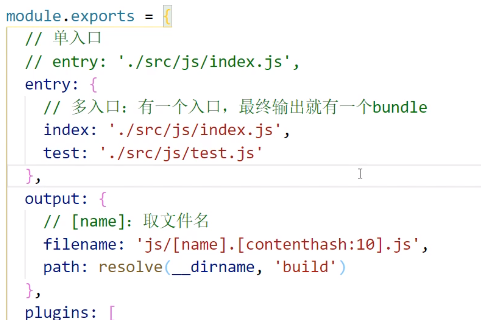 module.exports = {
// 单入口
// entry: './src/js/index.js',
entry: {
// 多入口：有一个入口，最终输出就有一个bundle
index: './src/js/index.js',
test: './src/js/test.js'
},
output: {
// [name]：取文件名
filename: 'js/[name].[contenthash:10].js',
path: resolve(__dirname, 'build')
},
plugins: [